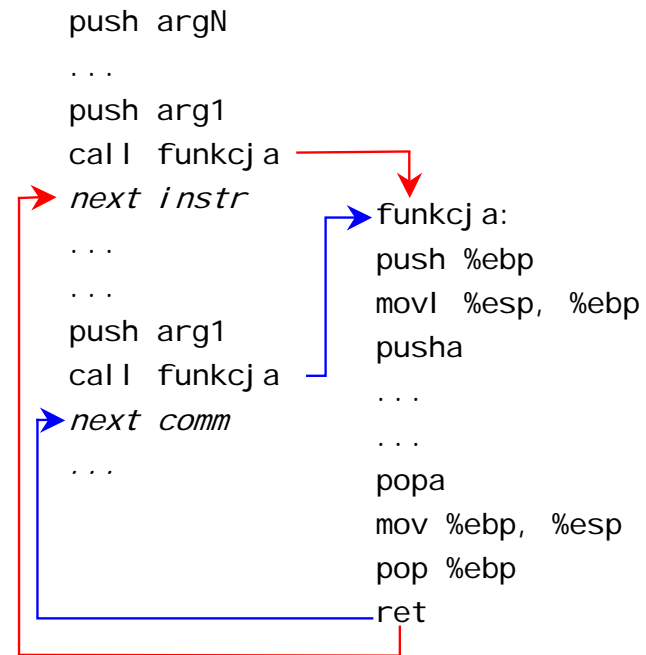 push argN
...
push arg1
call funkcja
next instr
...
...
push arg1
call funkcja
next comm
...
funkcja:
push %ebp
movl %esp, %ebp
pusha
...
...
popa
mov %ebp, %esp
pop %ebp
ret